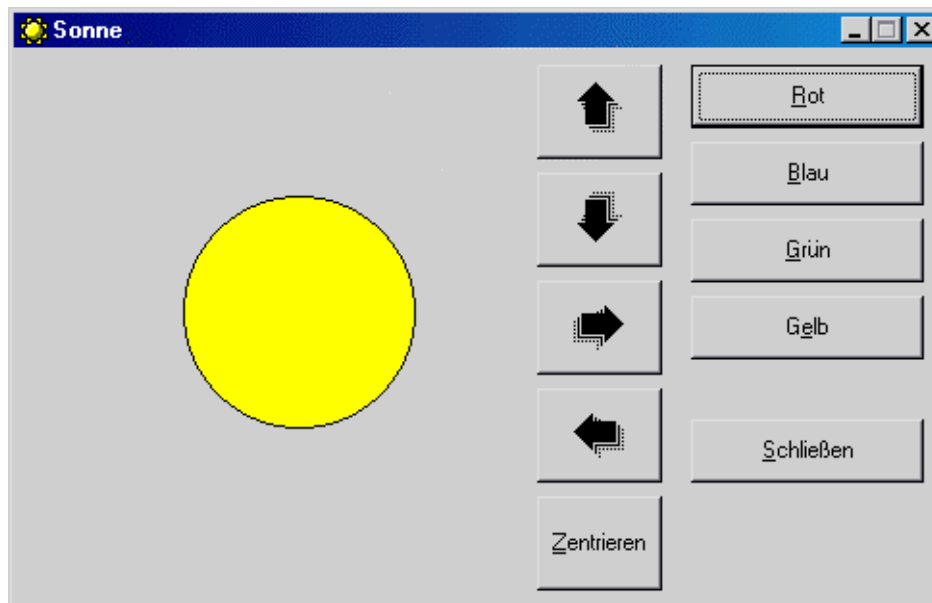 Sonne
Rot
Blau
Grün
Gelb
Schließen
Zentrieren